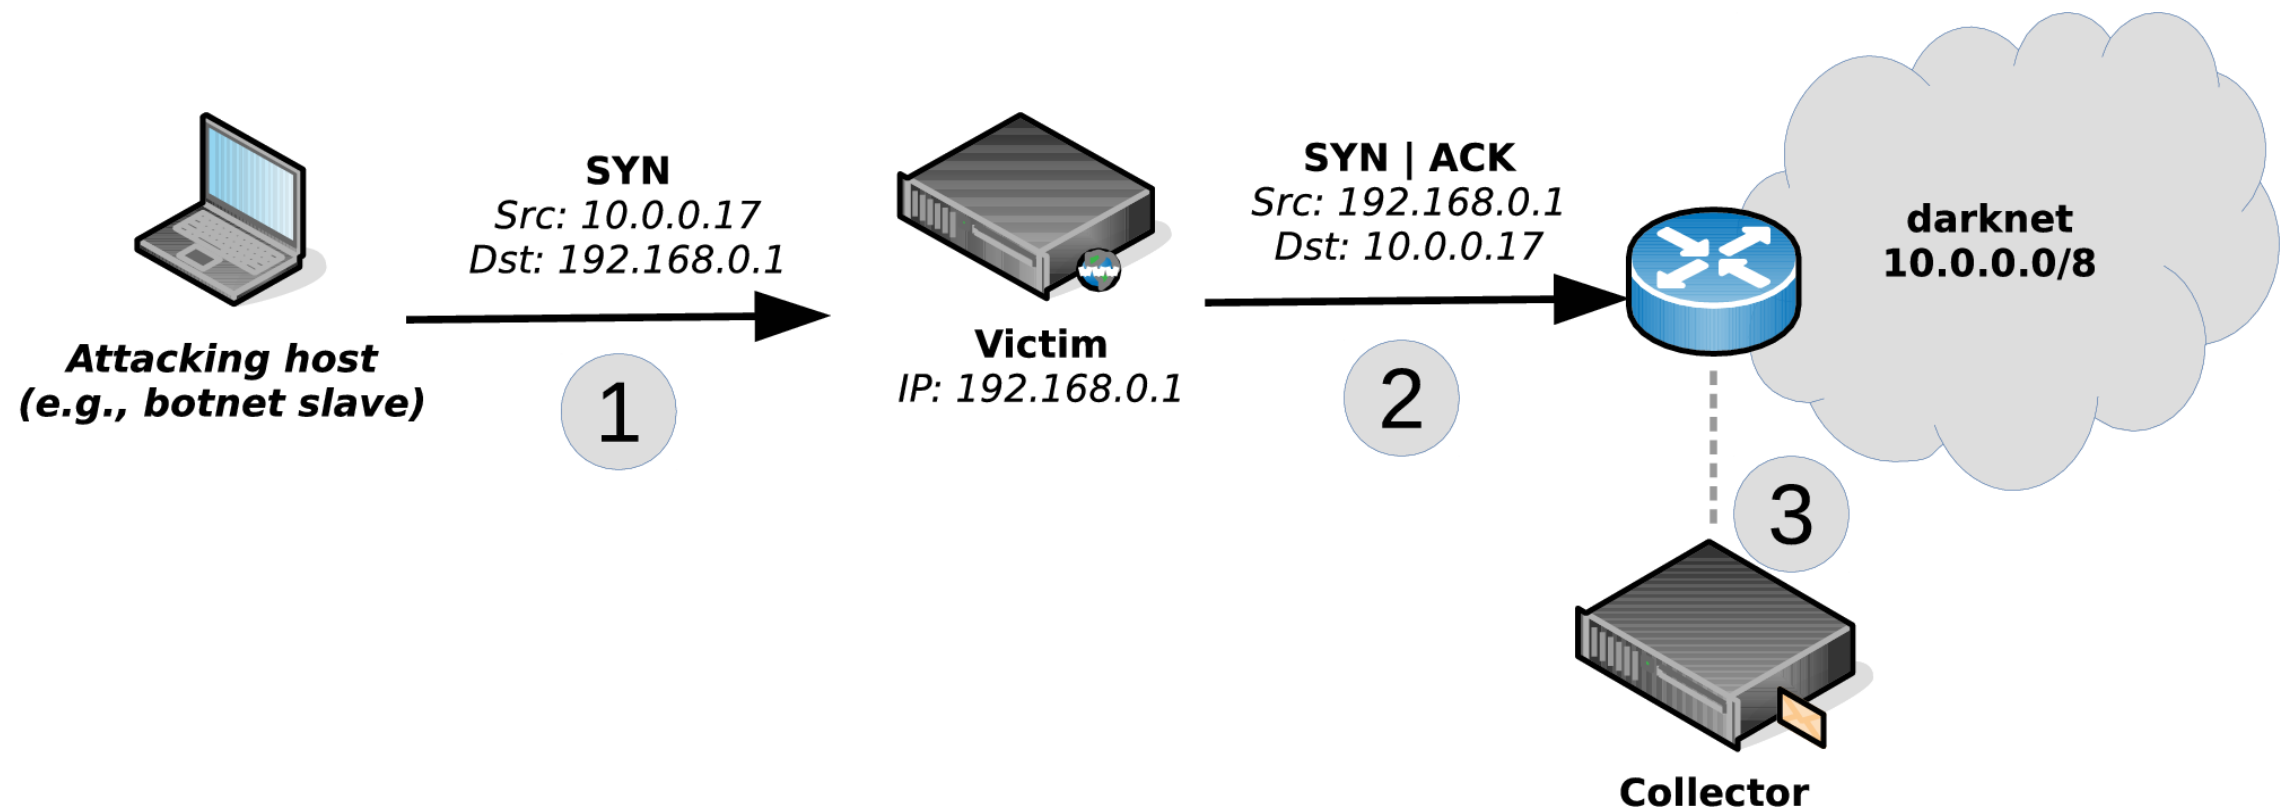 SYN
Src: 10.0.0.17
Dst: 192.168.0.1
Attacking host
(e.g., botnet slave)
1
Victim
IP: 192.168.0.1
www
SYN | ACK
Src: 192.168.0.1
Dst: 10.0.0.17
2
darknet
10.0.0.0/8
3
Collector